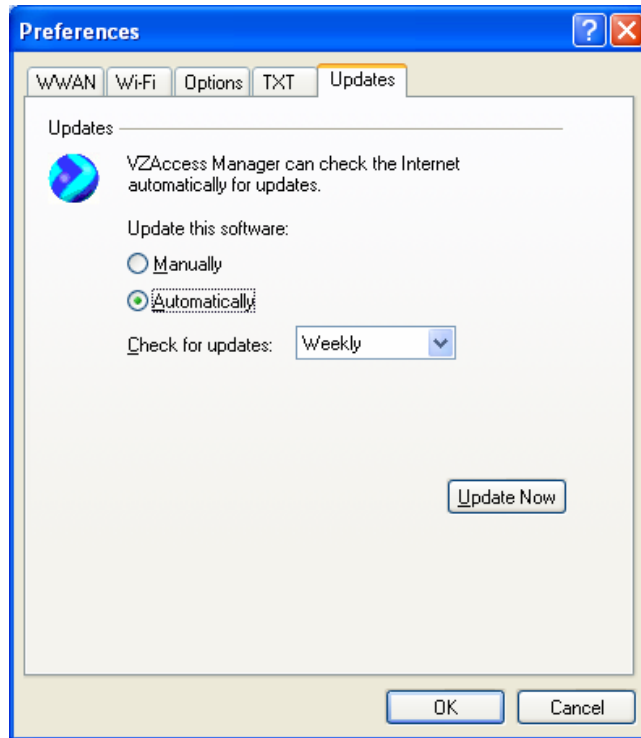 Preferences
WWAN Wi-Fi Options TXT Updates
Updates
VZAccess Manager can check the Internet
automatically for updates.
Update this software:
Manually
Automatically
Check for updates: Weekly
Update Now
OK Cancel